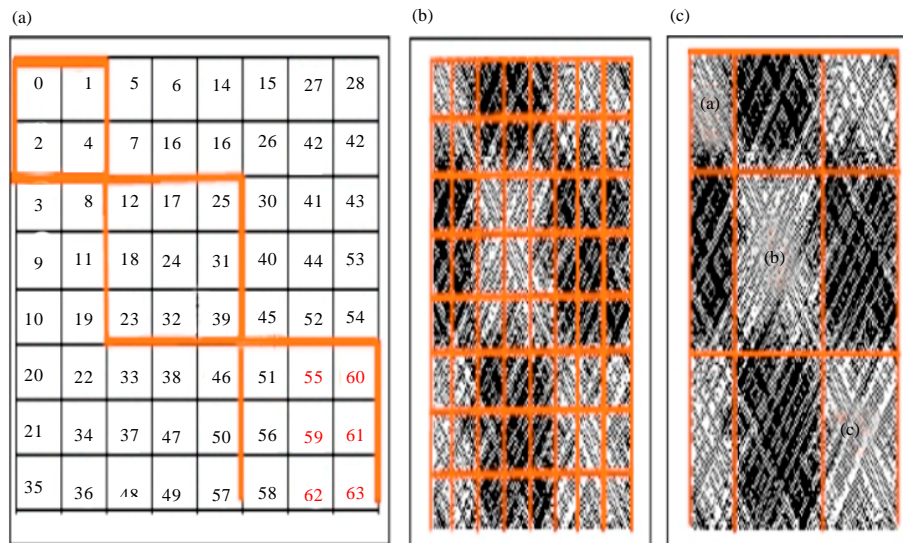 (a)
(b)
(c)
0 1 5 6 14 15 27 28
2 4 7 16 16 26 42 42
3 8 12 17 25 30 41 43
9 11 18 24 31 40 44 53
10 19 23 32 39 45 52 54
20 22 33 38 46 51 55 60
21 34 37 47 50 56 59 61
35 36 48 49 57 58 62 63
(a)
(b)
(c)